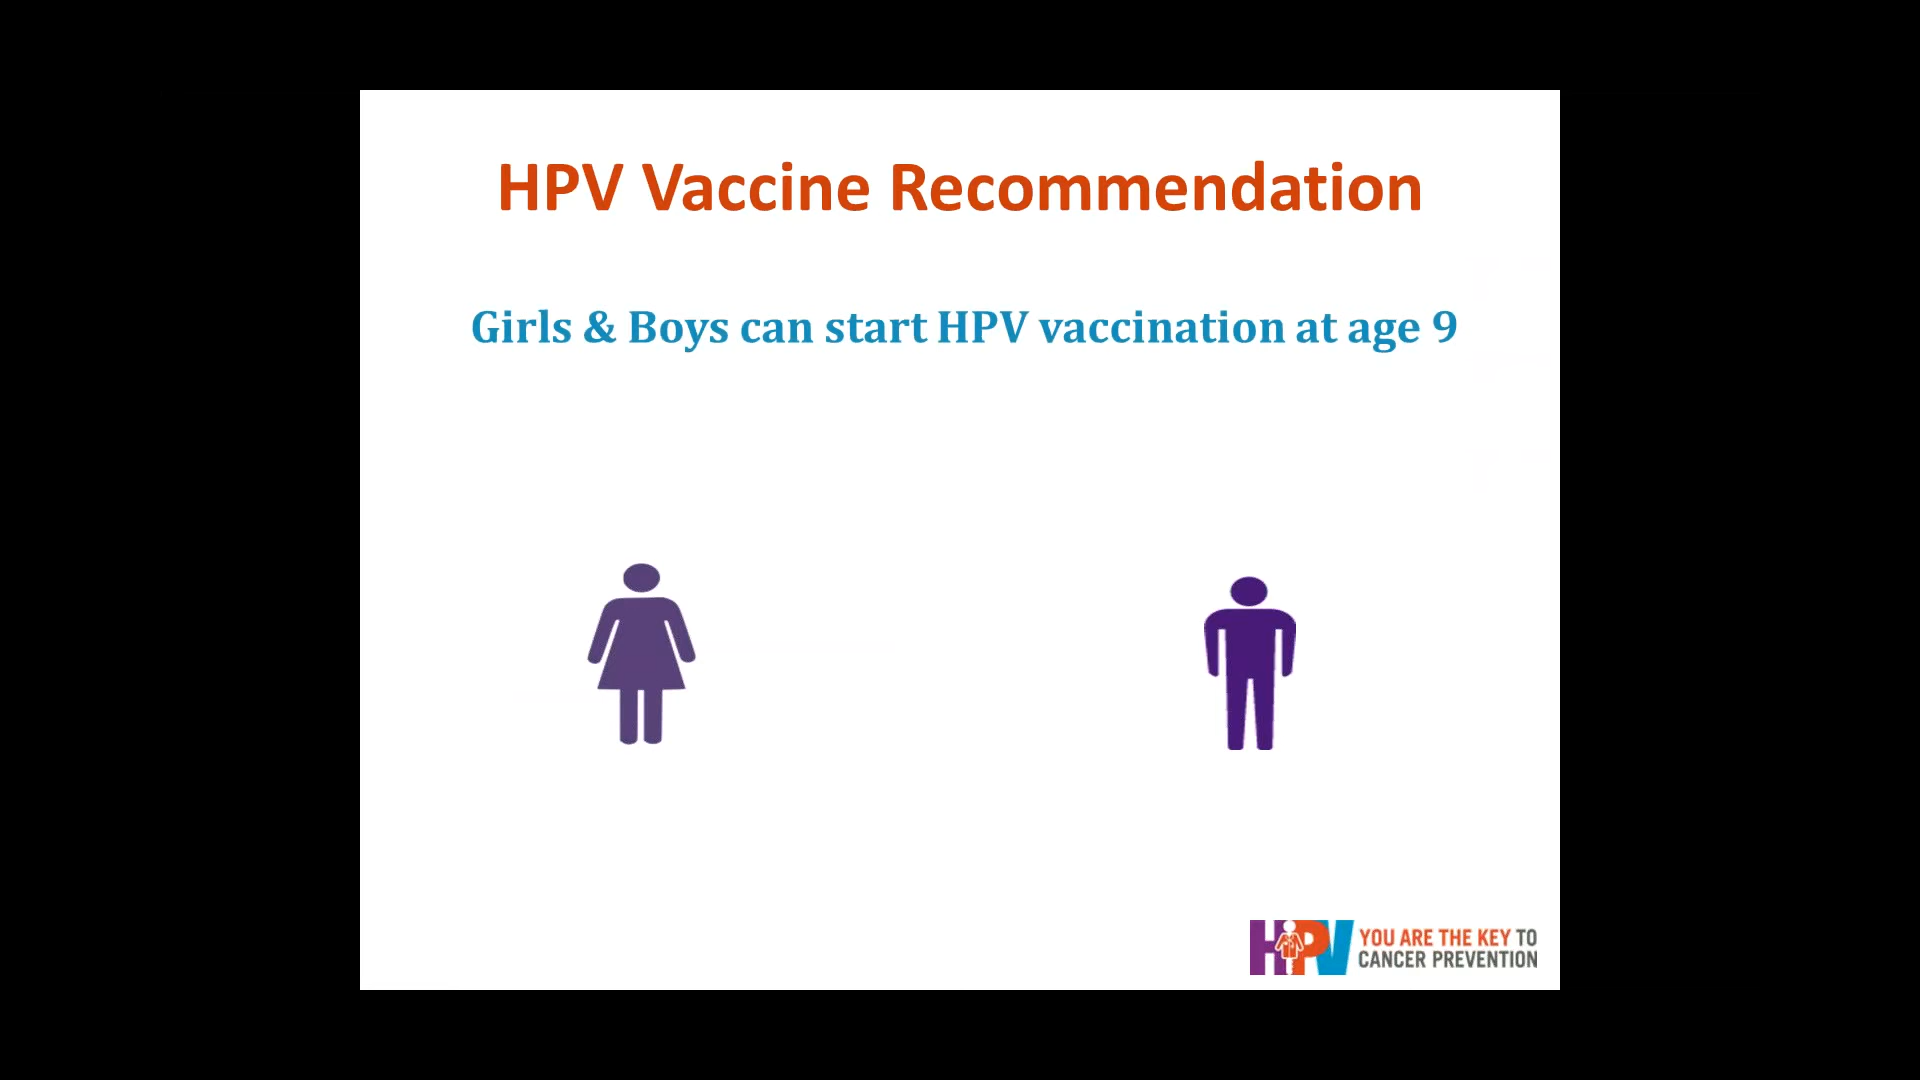 HPV Vaccine Recommendation
Girls & Boys can start HPV vaccination at age 9
HPV YOU ARE THE KEY TO
CANCER PREVENTION